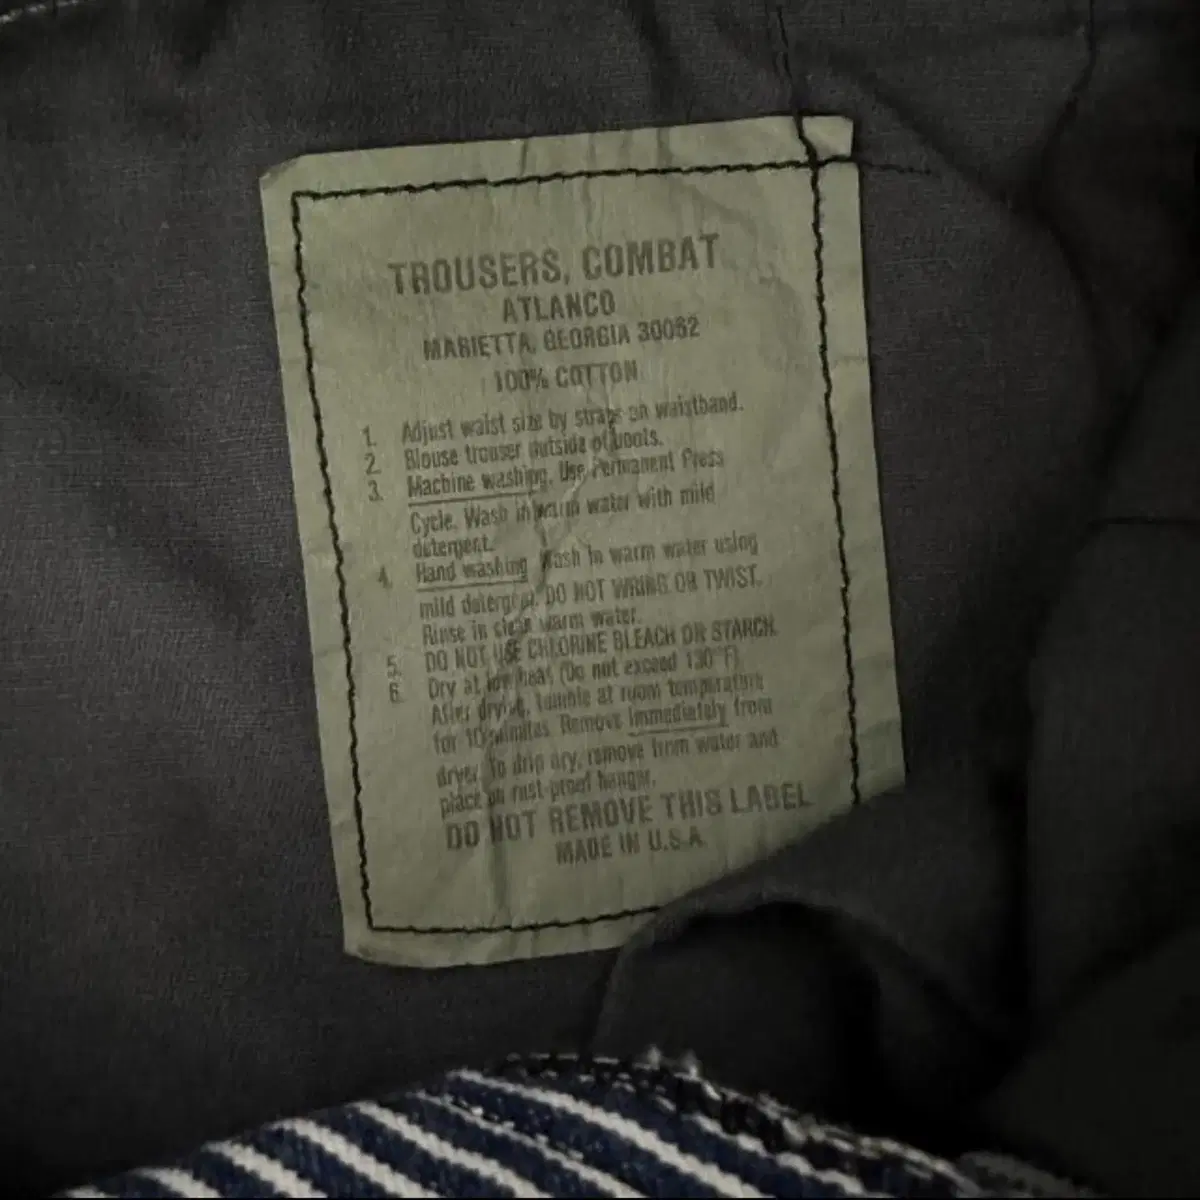 TROUSERS, COMBAT
ATLANCO
MARIETTA, GEORGIA 30062
100% COTTON
1. Adjust waist size by straps on waistband.
2. Blouse trouser outside of boots.
3. Machine washing. Use Permanent Press
Cycle. Wash in warm water with mild
detergent.
4. Hand washing Wash in warm water using
mild detergent. DO NOT WRING OR TWIST.
Rinse in clear warm water.
5. DO NOT USE CHLORINE BLEACH OR STARCH.
6. Dry at low heat (Do not exceed 130°F)
After drying, tumble at room temperature
for 10 minutes. Remove immediately from
dryer. To drip dry, remove from water and
place on rust-proof hanger.
DO NOT REMOVE THIS LABEL
MADE IN U.S.A.